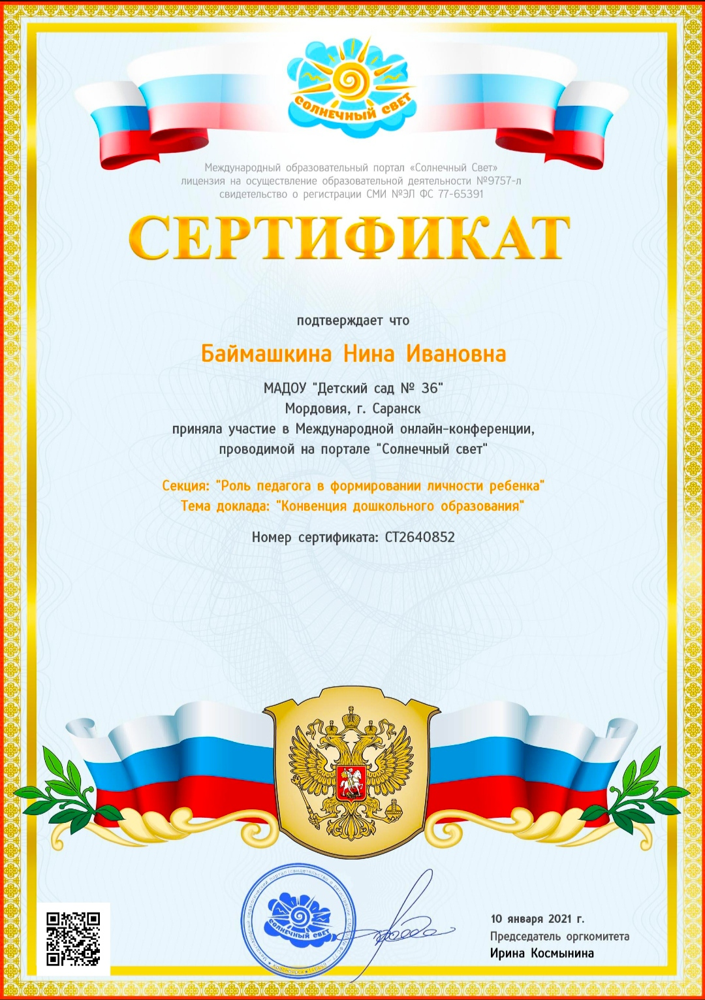 СОЛНЕЧНЫЙ СВЕТ
Международный образовательный портал «Солнечный Свет»
лицензия на осуществление образовательной деятельности №9757-л
свидетельство о регистрации СМИ №ЭЛ ФС 77-65391
СЕРТИФИКАТ
подтверждает что
Баймашкина Нина Ивановна
МАДОУ "Детский сад № 36"
Мордовия, г. Саранск
приняла участие в Международной онлайн-конференции,
проводимой на портале "Солнечный свет"
Секция: "Роль педагога в формировании личности ребенка"
Тема доклада: "Конвенция дошкольного образования"
Номер сертификата: СТ2640852
СОЛНЕЧНЫЙ СВЕТ
10 января 2021 г.
Председатель оргкомитета
Ирина Космынина